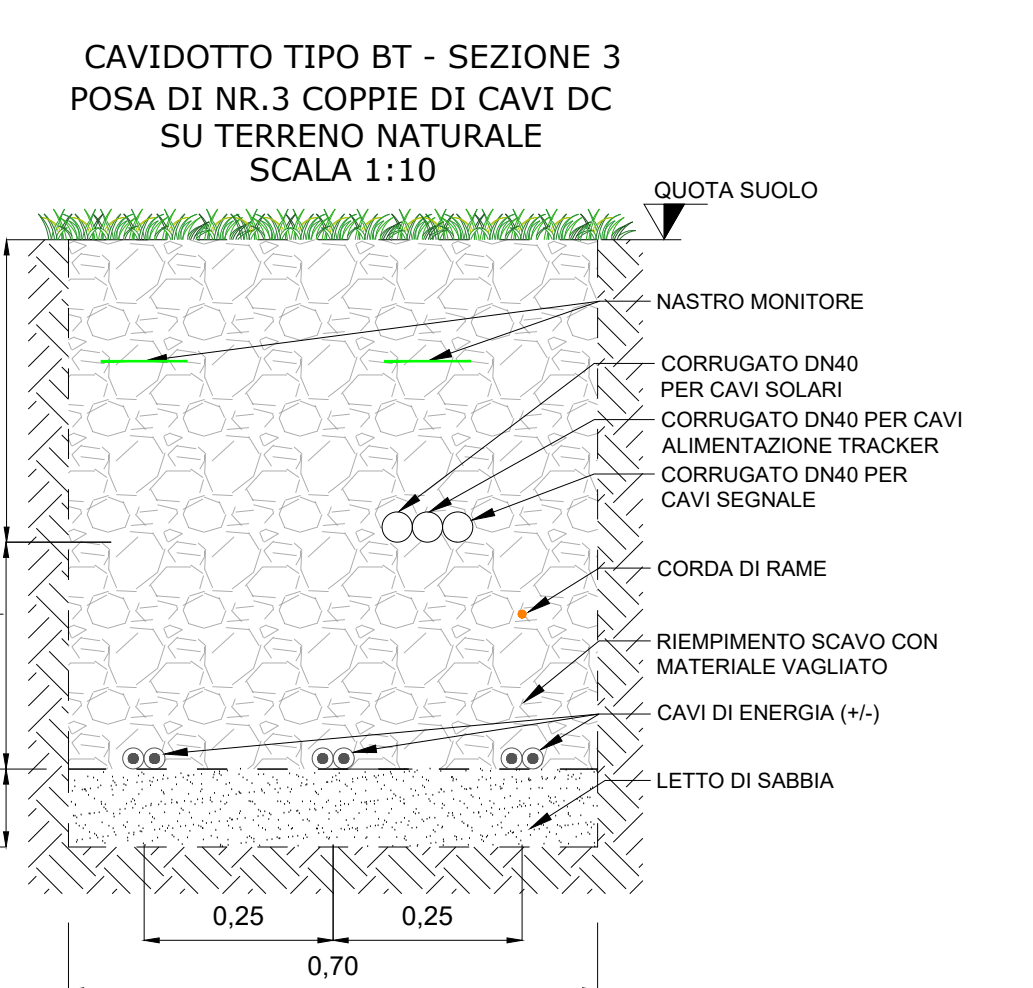 CAVIDOTTO TIPO BT - SEZIONE 3
POSA DI NR.3 COPPIE DI CAVI DC
SU TERRENO NATURALE
SCALA 1:10
QUOTA SUOLO
NASTRO MONITORE
CORRUGATO DN40
PER CAVI SOLARI
CORRUGATO DN40 PER CAVI
ALIMENTAZIONE TRACKER
CORRUGATO DN40 PER
CAVI SEGNALE
CORDA DI RAME
RIEMPIMENTO SCAVO CON
MATERIALE VAGLIATO
CAVI DI ENERGIA (+/-)
LETTO DI SABBIA
0,25
0,25
0,70